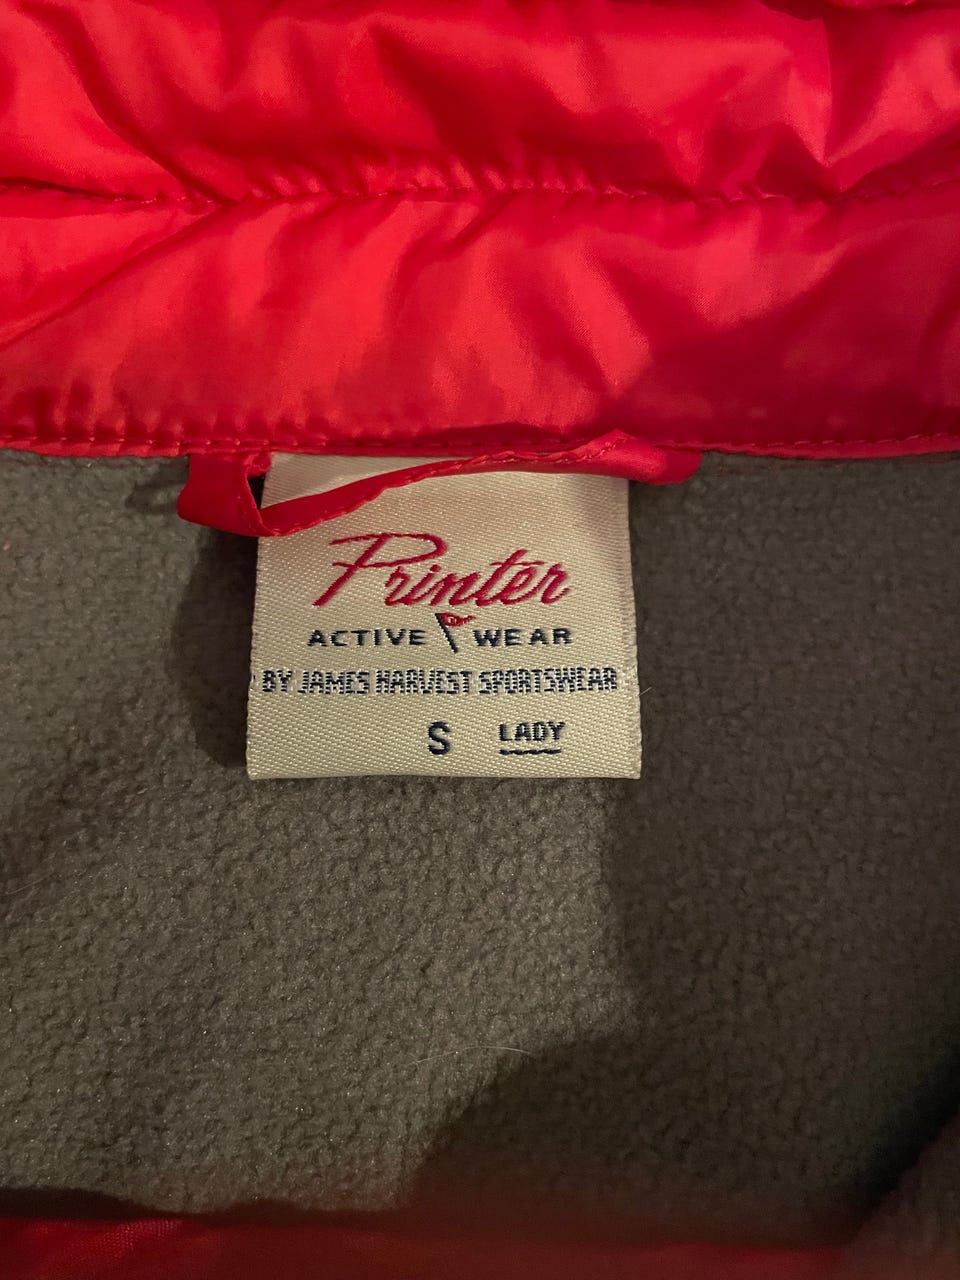 Printer
ACTIVE WEAR
BY JAMES HARVEST SPORTSWEAR
S LADY